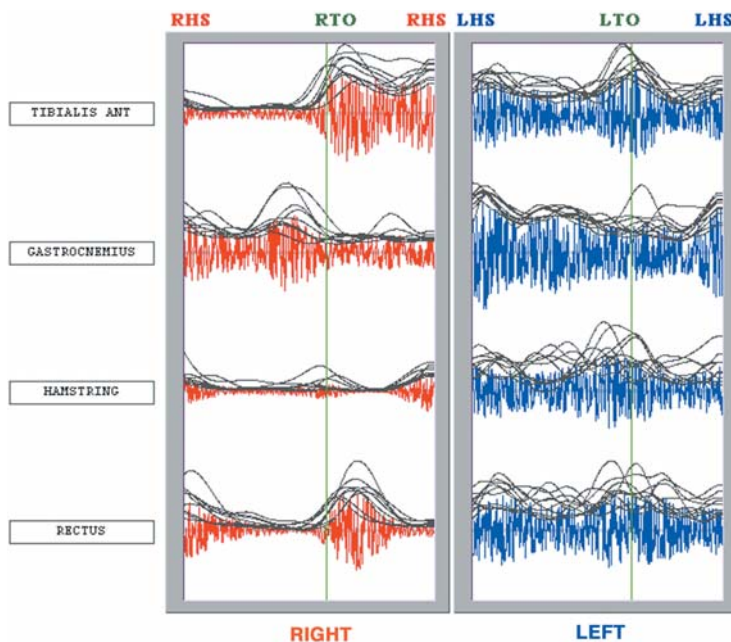 RHS RTO RHS LHS LTO LHS
TIBIALIS ANT
GASTROCNEMIUS
HAMSTRING
RECTUS
RIGHT LEFT